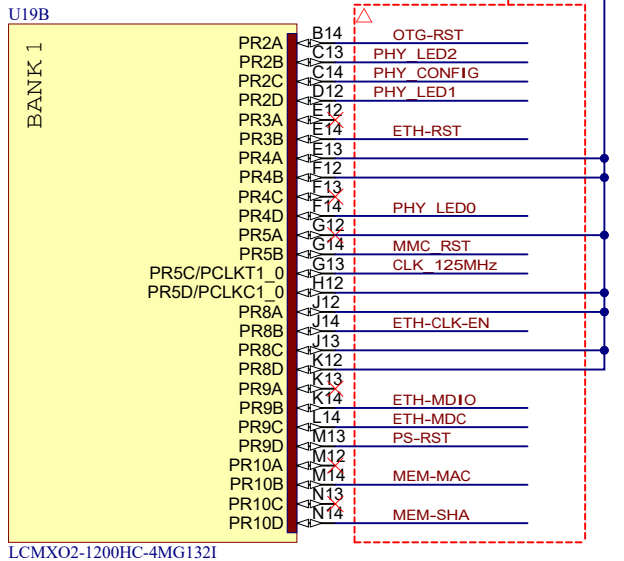 U19B
BANK 1
PR2A B14 OTG-RST
PR2B C13 PHY_LED2
PR2C C14 PHY_CONFIG
PR2D D12 PHY_LED1
PR3A E12
PR3B E14 ETH-RST
PR4A E13
PR4B F12
PR4C F13
PR4D F14 PHY_LED0
PR5A G12
PR5B G14 MMC_RST
PR5C/PCLKT1_0 G13 CLK_125MHz
PR5D/PCLKC1_0 H12
PR8A J12
PR8B J14 ETH-CLK-EN
PR8C J13
PR8D K12
PR9A K13
PR9B K14 ETH-MDIO
PR9C L14 ETH-MDC
PR9D M13 PS-RST
PR10A M12
PR10B M14 MEM-MAC
PR10C N13
PR10D N14 MEM-SHA
LCMXO2-1200HC-4MG132I